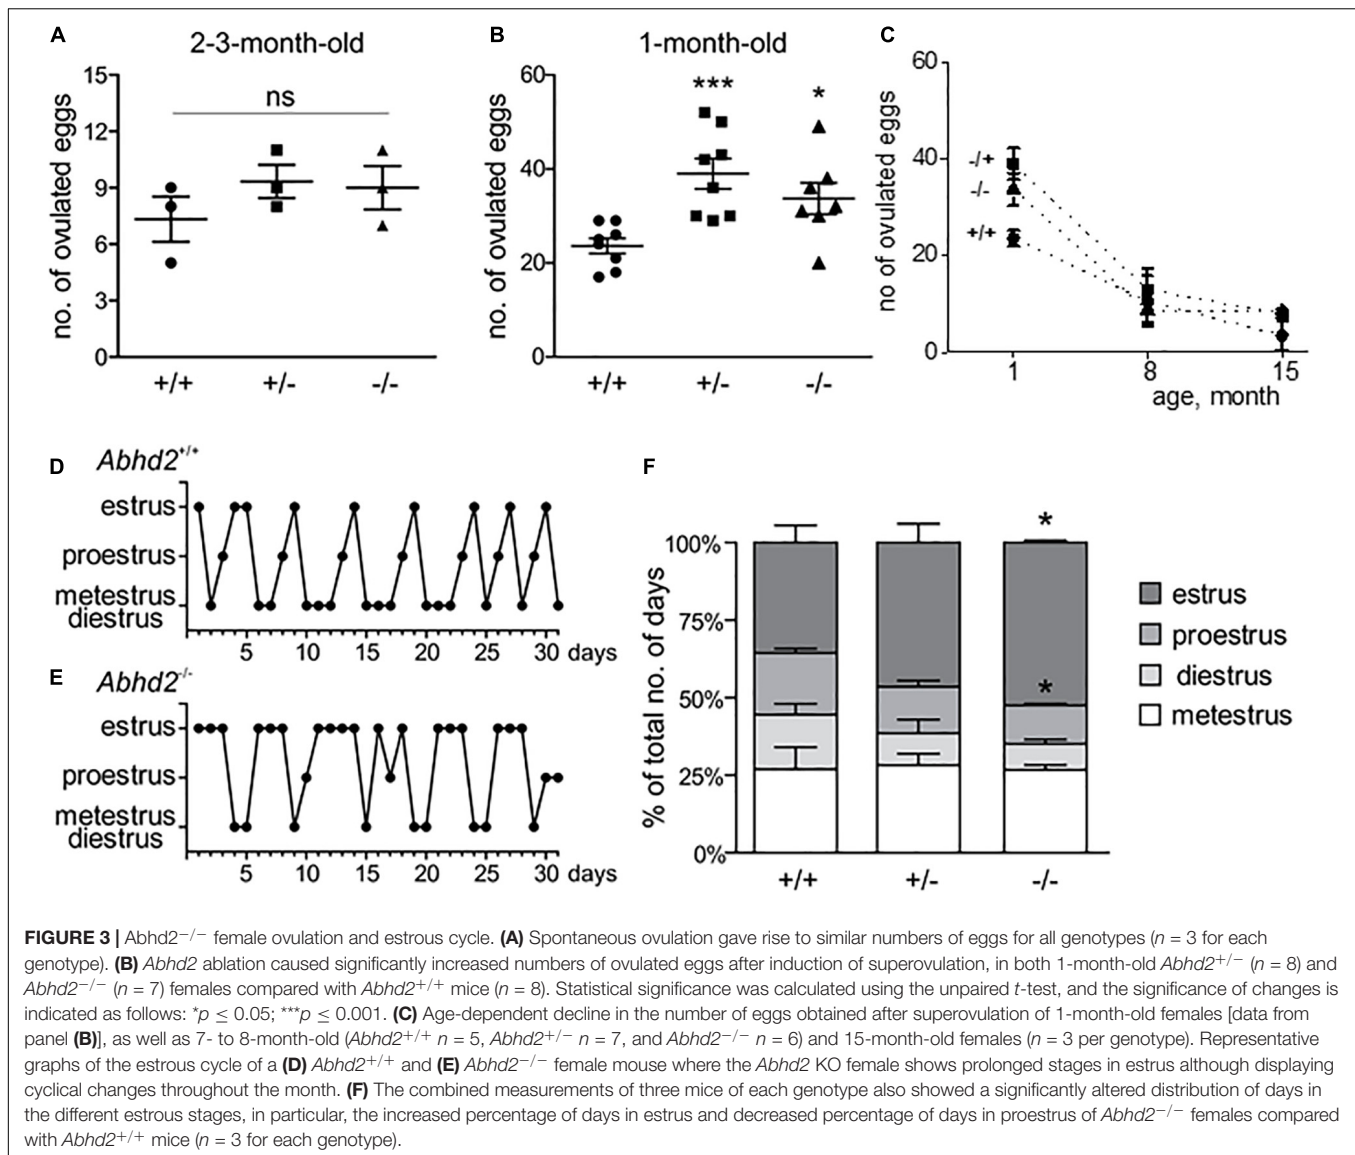 A
2-3-month-old
no. of ovulated eggs
15
12
9
6
3
0
ns
+/+
+/-
-/-
B
1-month-old
no. of ovulated eggs
60
40
20
0
***
*
+/+
+/-
-/-
C
no of ovulated eggs
60
40
20
0
-/+
-/-
+/+
1
8
15
age, month
D
Abhd2+/+
estrus
proestrus
metestrus
diestrus
5
10
15
20
25
30
days
E
Abhd2-/-
estrus
proestrus
metestrus
diestrus
5
10
15
20
25
30
days
F
% of total no. of days
100%
75%
50%
25%
0%
*
*
+/+
+/-
-/-
estrus
proestrus
diestrus
metestrus
FIGURE 3 | Abhd2−/− female ovulation and estrous cycle. (A) Spontaneous ovulation gave rise to similar numbers of eggs for all genotypes (n = 3 for each
genotype). (B) Abhd2 ablation caused significantly increased numbers of ovulated eggs after induction of superovulation, in both 1-month-old Abhd2+/− (n = 8) and
Abhd2−/− (n = 7) females compared with Abhd2+/+ mice (n = 8). Statistical significance was calculated using the unpaired t-test, and the significance of changes is
indicated as follows: *p ≤ 0.05; ***p ≤ 0.001. (C) Age-dependent decline in the number of eggs obtained after superovulation of 1-month-old females [data from
panel (B)], as well as 7- to 8-month-old (Abhd2+/+ n = 5, Abhd2+/− n = 7, and Abhd2−/− n = 6) and 15-month-old females (n = 3 per genotype). Representative
graphs of the estrous cycle of a (D) Abhd2+/+ and (E) Abhd2−/− female mouse where the Abhd2 KO female shows prolonged stages in estrus although displaying
cyclical changes throughout the month. (F) The combined measurements of three mice of each genotype also showed a significantly altered distribution of days in
the different estrous stages, in particular, the increased percentage of days in estrus and decreased percentage of days in proestrus of Abhd2−/− females compared
with Abhd2+/+ mice (n = 3 for each genotype).